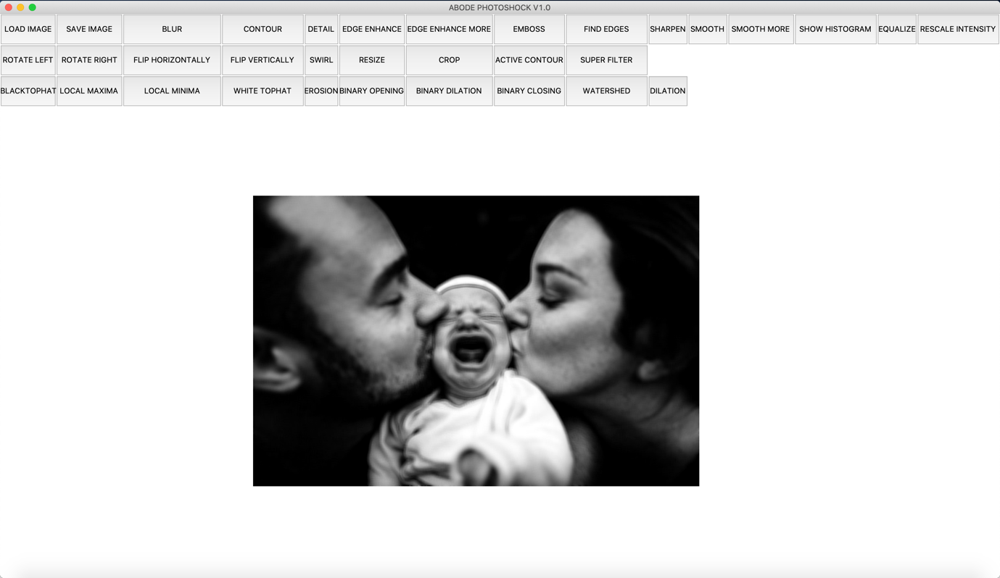 ABODE PHOTOSHOCK V1.0
LOAD IMAGE SAVE IMAGE BLUR CONTOUR DETAIL EDGE ENHANCE EDGE ENHANCE MORE EMBOSS FIND EDGES SHARPEN SMOOTH SMOOTH MORE SHOW HISTOGRAM EQUALIZE RESCALE INTENSITY
ROTATE LEFT ROTATE RIGHT FLIP HORIZONTALLY FLIP VERTICALLY SWIRL RESIZE CROP ACTIVE CONTOUR SUPER FILTER
BLACKTOPHAT LOCAL MAXIMA LOCAL MINIMA WHITE TOPHAT EROSION BINARY OPENING BINARY DILATION BINARY CLOSING WATERSHED DILATION